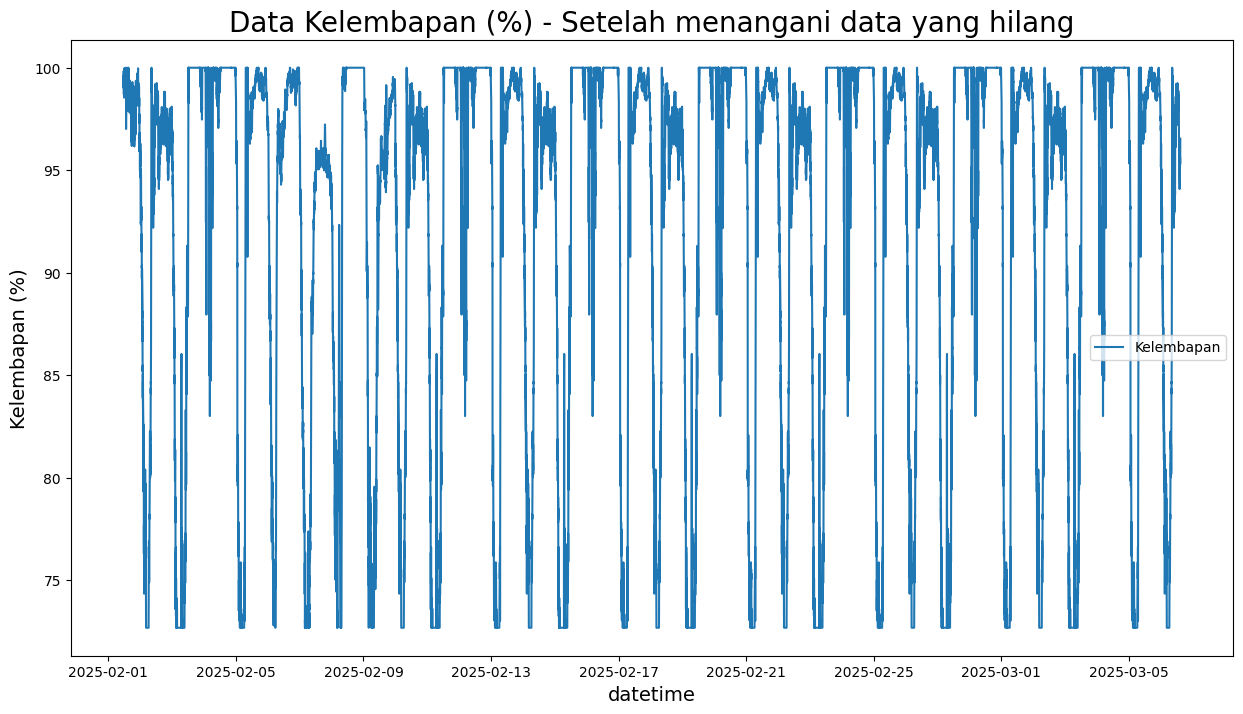 Data Kelembapan (%) - Setelah menangani data yang hilang
Kelembapan (%)
100
95
90
85
80
75
Kelembapan
2025-02-01 2025-02-05 2025-02-09 2025-02-13 2025-02-17 2025-02-21 2025-02-25 2025-03-01 2025-03-05
datetime